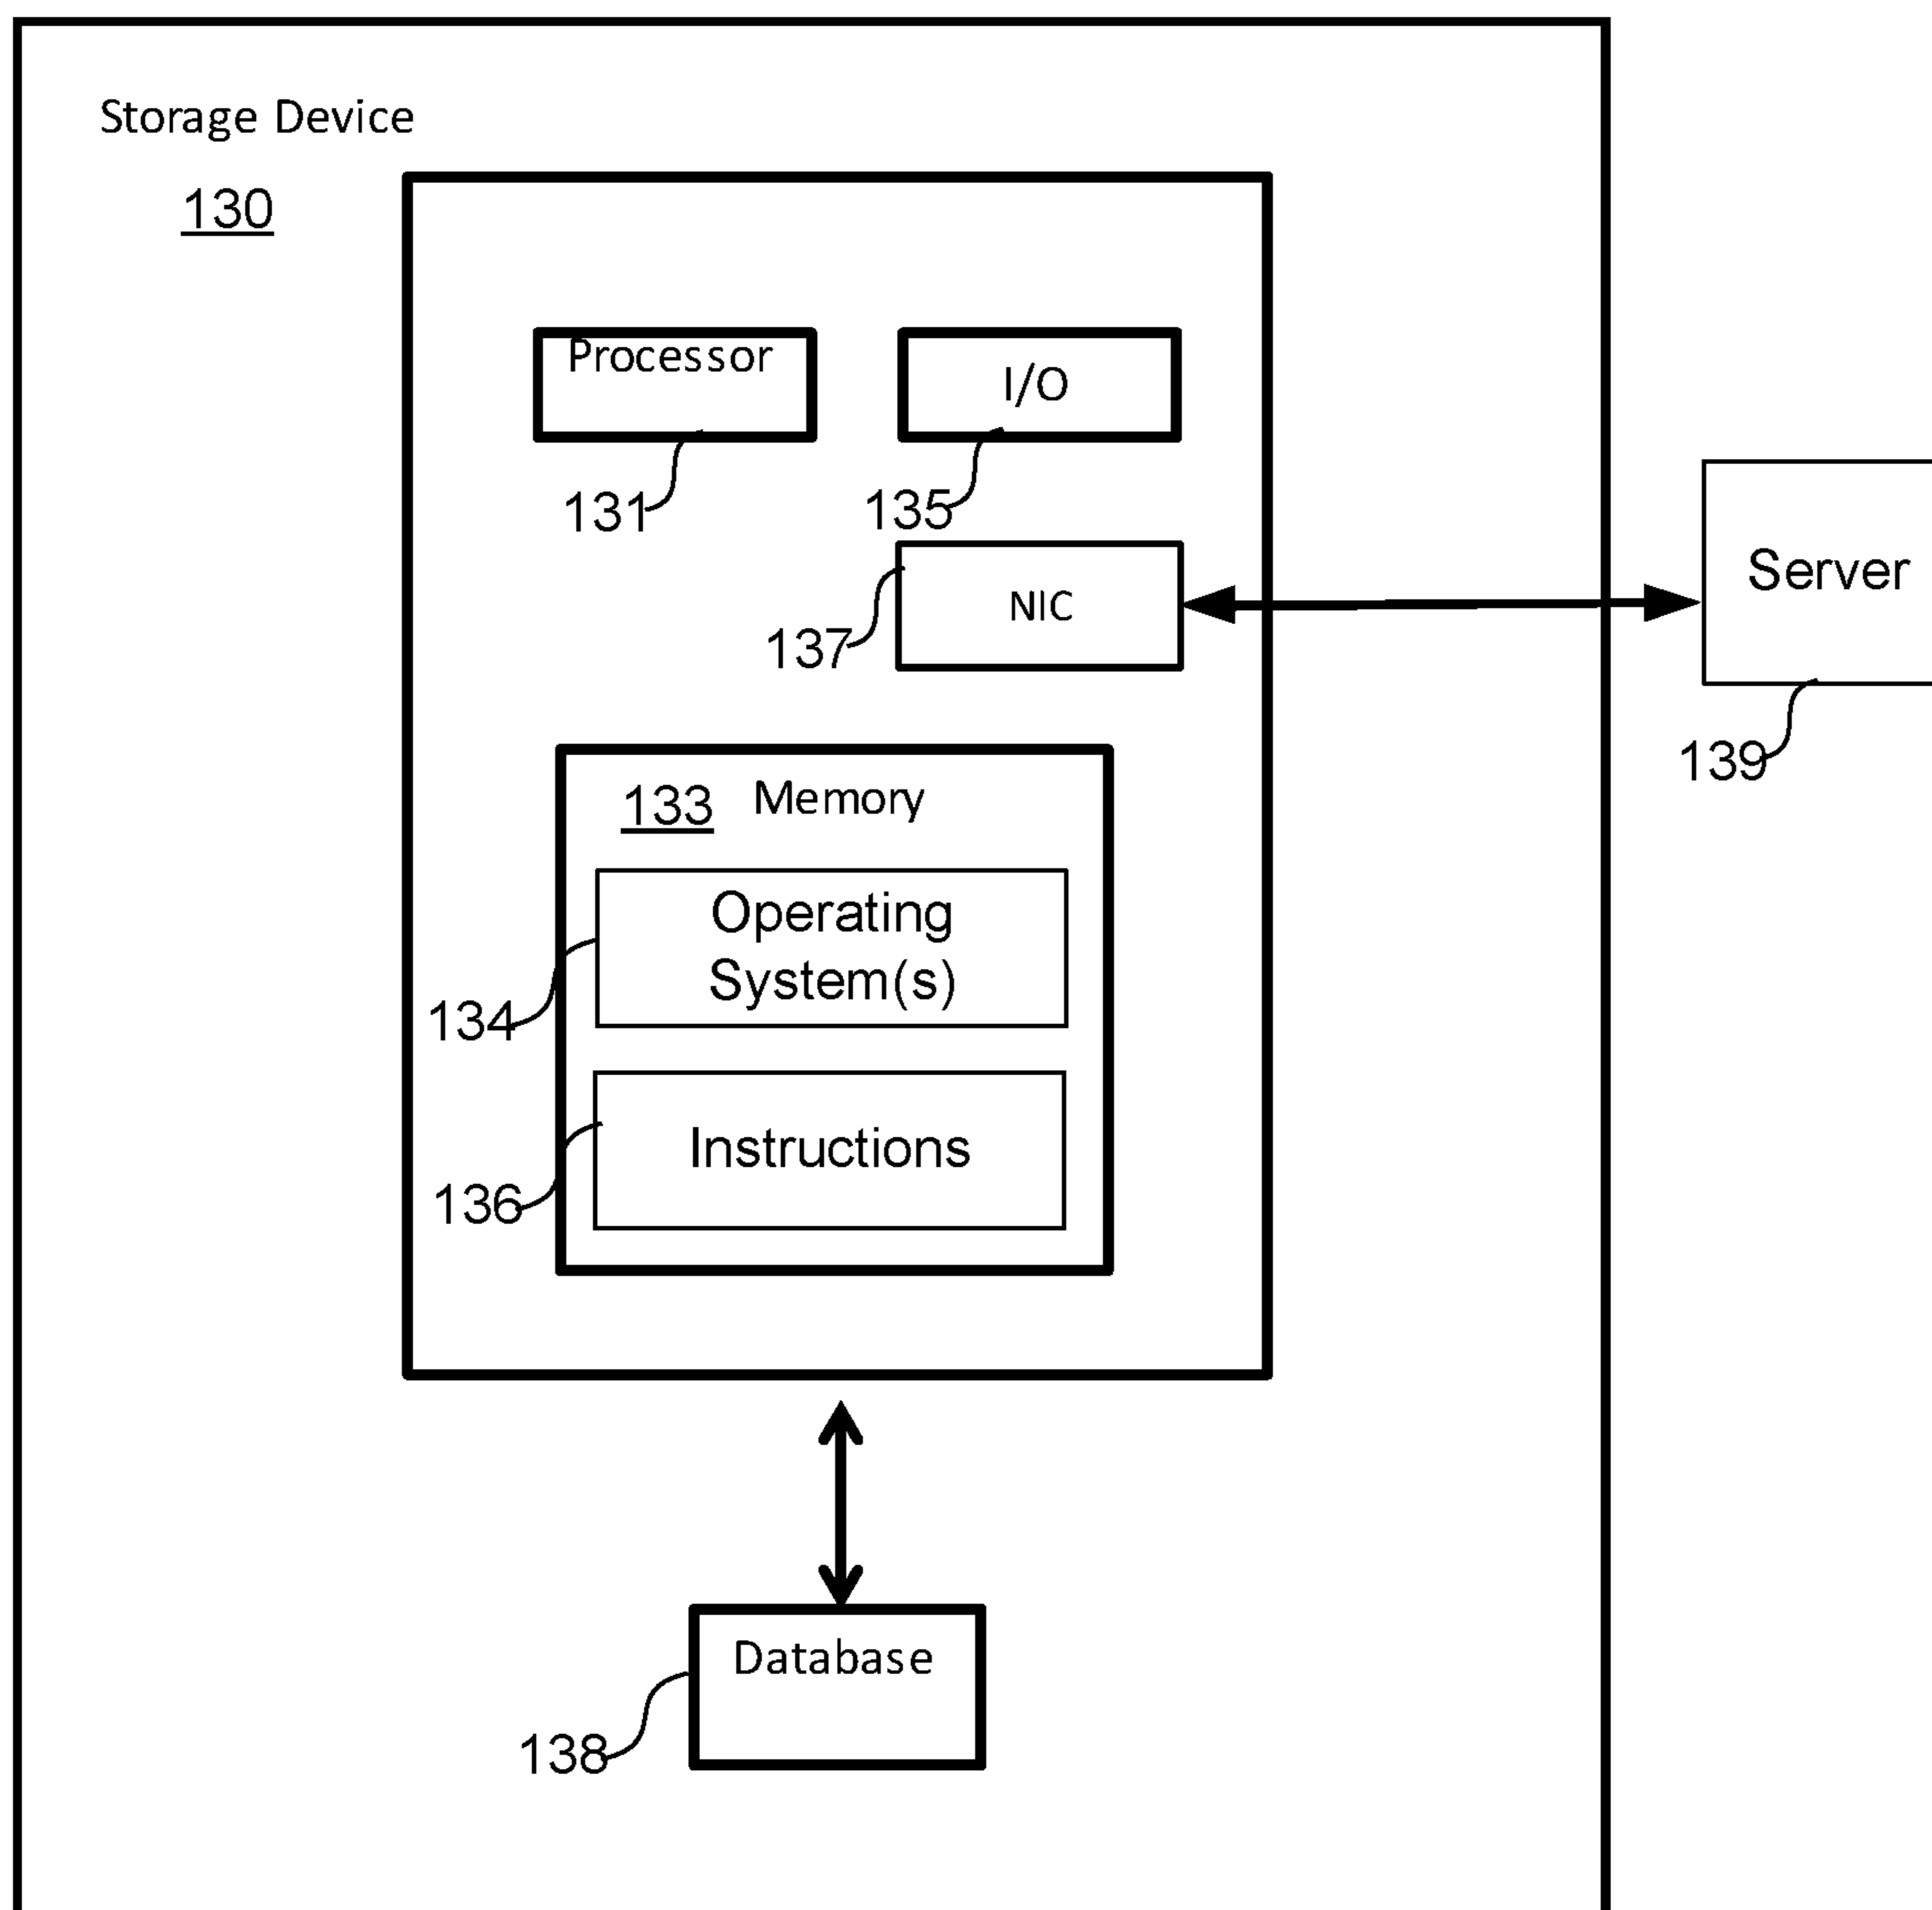 Storage Device
130
Processor
I/O
131
135
Server
NIC
137
139
133 Memory
Operating
System(s)
134
Instructions
136
Database
138